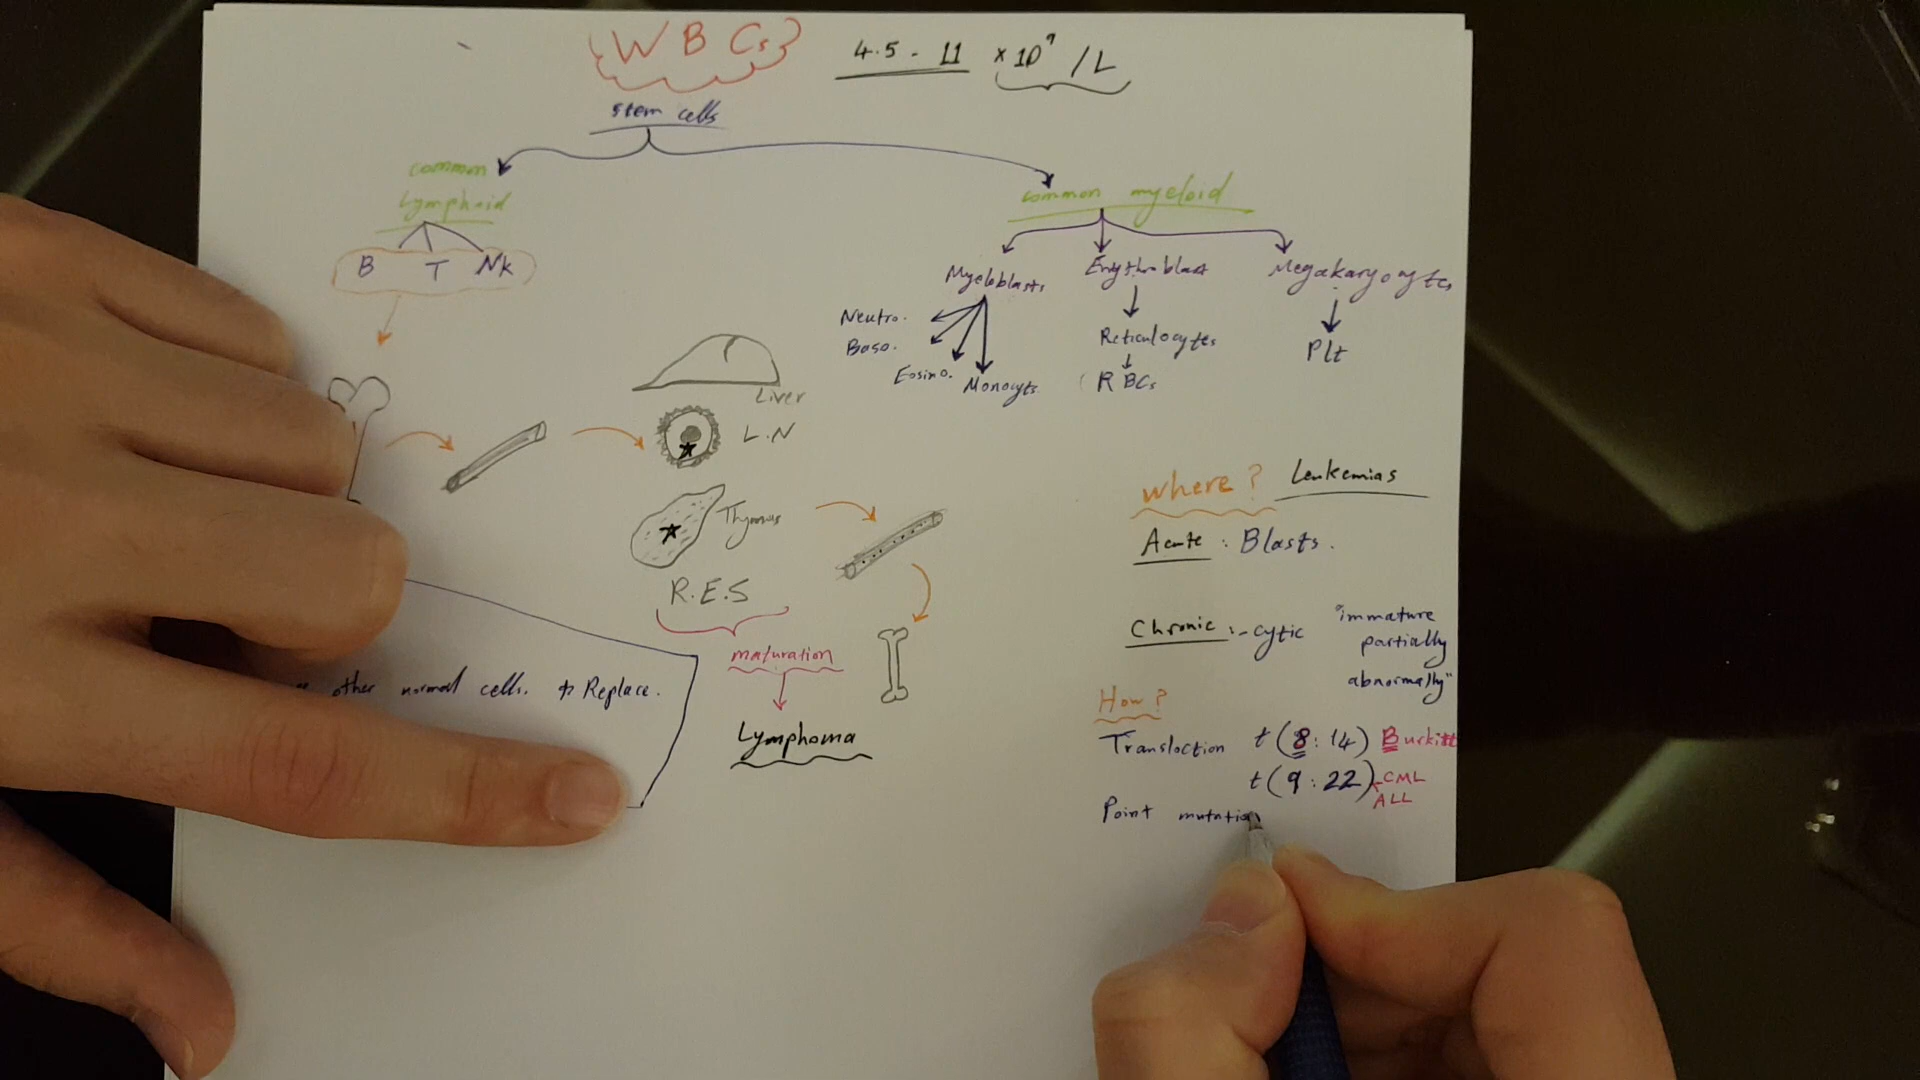 WBCs 4.5 - 11 × 10⁹ / L
stem cells
common
Lymphoid
B T NK
common myeloid
Myeloblasts Erythroblast Megakaryocytes
Neutro.
Baso.
Eosino. Monocyts.
Reticulocytes
RBCs
Plt
Liver
L.N
Thymus
R.E.S
maturation
Lymphoma
other normal cells. Replace.
where? Leukemias
Acute : Blasts.
Chronic :- cytic "immature
partially
abnormally"
How?
Transloction t(8:14) Burkitt
t(9:22) CML
ALL
Point mutation